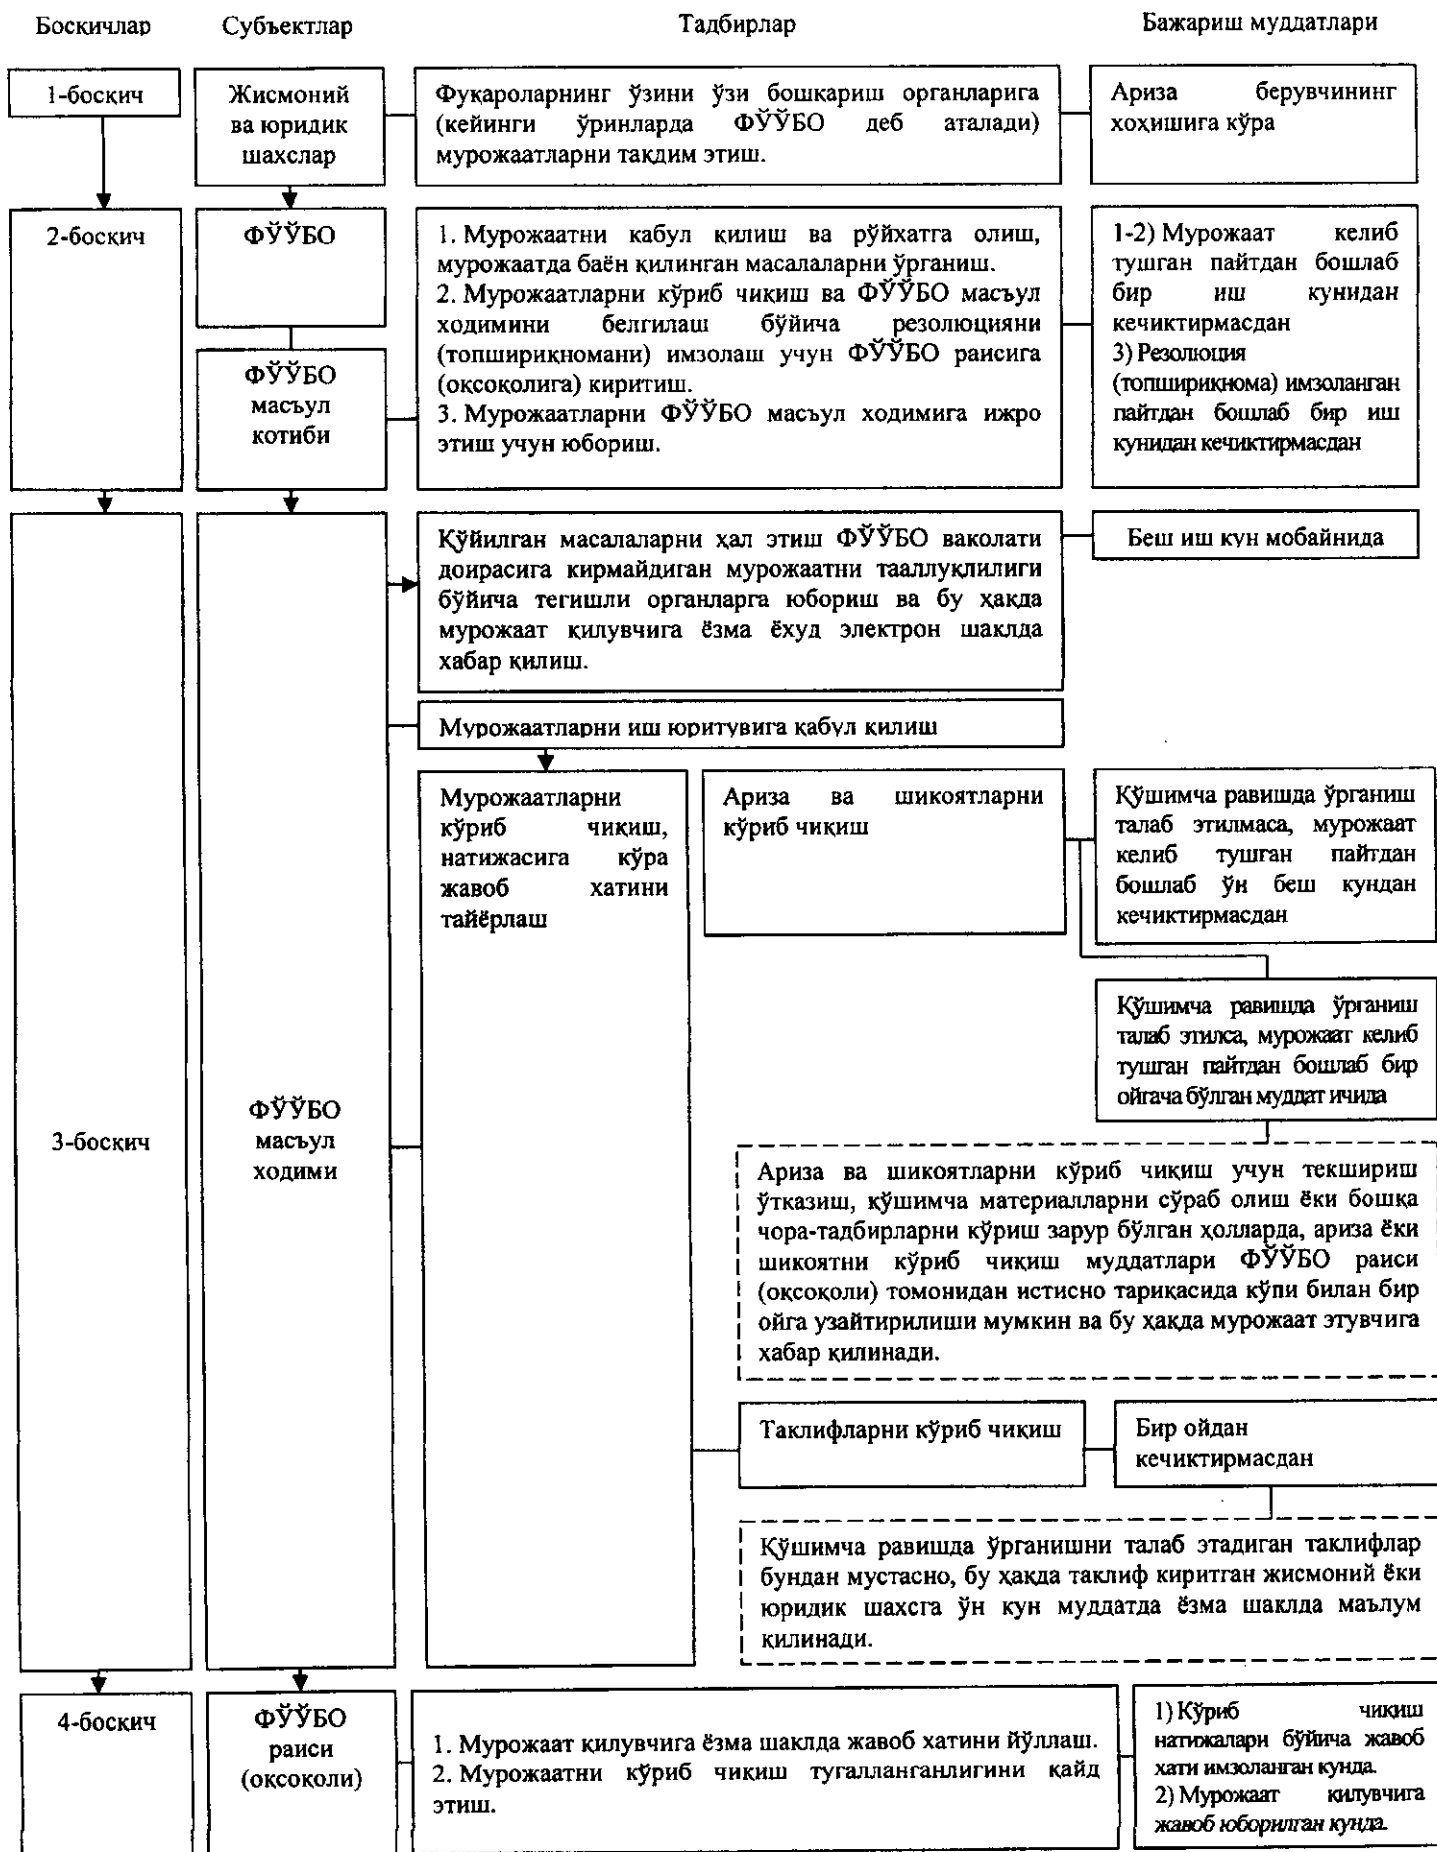 Босқичлар
Субъектлар
Тадбирлар
Бажариш муддатлари
1-босқич
Жисмоний
ва юридик
шахслар
Фуқароларнинг ўзини ўзи бошқариш органларига
(кейинги ўринларда ФЎЎБО деб аталади)
мурожаатларни тақдим этиш.
Ариза берувчининг
хоҳишига кўра
2-босқич
ФЎЎБО
ФЎЎБО
масъул
котиби
1. Мурожаатни қабул қилиш ва рўйхатга олиш,
мурожаатда баён қилинган масалаларни ўрганиш.
2. Мурожаатларни кўриб чиқиш ва ФЎЎБО масъул
ходимини белгилаш бўйича резолюцияни
(топшириқномани) имзолаш учун ФЎЎБО раисига
(оқсоқолига) киритиш.
3. Мурожаатларни ФЎЎБО масъул ходимига ижро
этиш учун юбориш.
1-2) Мурожаат келиб
тушган пайтдан бошлаб
бир иш кунидан
кечиктирмасдан
3) Резолюция
(топшириқнома) имзоланган
пайтдан бошлаб бир иш
кунидан кечиктирмасдан
3-босқич
ФЎЎБО
масъул
ходими
Қўйилган масалаларни ҳал этиш ФЎЎБО ваколати
доирасига кирмайдиган мурожаатни тааллуқлилиги
бўйича тегишли органларга юбориш ва бу ҳақда
мурожаат қилувчига ёзма ёхуд электрон шаклда
хабар қилиш.
Беш иш кун мобайнида
Мурожаатларни иш юритувига қабул қилиш
Мурожаатларни
кўриб чиқиш,
натижасига кўра
жавоб хатини
тайёрлаш
Ариза ва шикоятларни
кўриб чиқиш
Қўшимча равишда ўрганиш
талаб этилмаса, мурожаат
келиб тушган пайтдан
бошлаб ўн беш кундан
кечиктирмасдан
Қўшимча равишда ўрганиш
талаб этилса, мурожаат келиб
тушган пайтдан бошлаб бир
ойгача бўлган муддат ичида
Ариза ва шикоятларни кўриб чиқиш учун текшириш
ўтказиш, қўшимча материалларни сўраб олиш ёки бошқа
чора-тадбирларни кўриш зарур бўлган ҳолларда, ариза ёки
шикоятни кўриб чиқиш муддатлари ФЎЎБО раиси
(оқсоқоли) томонидан истисно тариқасида кўпи билан бир
ойга узайтирилиши мумкин ва бу ҳақда мурожаат этувчига
хабар қилинади.
Таклифларни кўриб чиқиш
Бир ойдан
кечиктирмасдан
Қўшимча равишда ўрганишни талаб этадиган таклифлар
бундан мустасно, бу ҳақда таклиф киритган жисмоний ёки
юридик шахсга ўн кун муддатда ёзма шаклда маълум
қилинади.
4-босқич
ФЎЎБО
раиси
(оқсоқоли)
1. Мурожаат қилувчига ёзма шаклда жавоб хатини йўллаш.
2. Мурожаатни кўриб чиқиш тугалланганлигини қайд
этиш.
1) Кўриб чиқиш
натижалари бўйича жавоб
хати имзоланган кунда.
2) Мурожаат қилувчига
жавоб юборилган кунда.